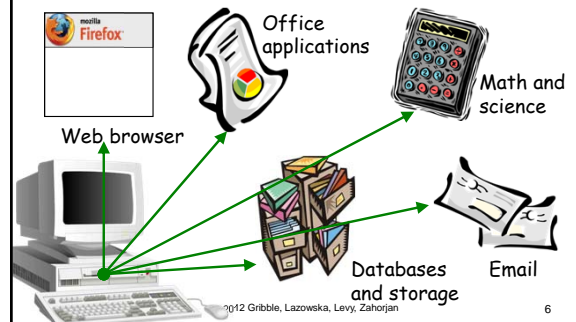 mozilla
Firefox
Office
applications
Math and
science
Web browser
Databases
and storage
Email
2012 Gribble, Lazowska, Levy, Zahorjan
6